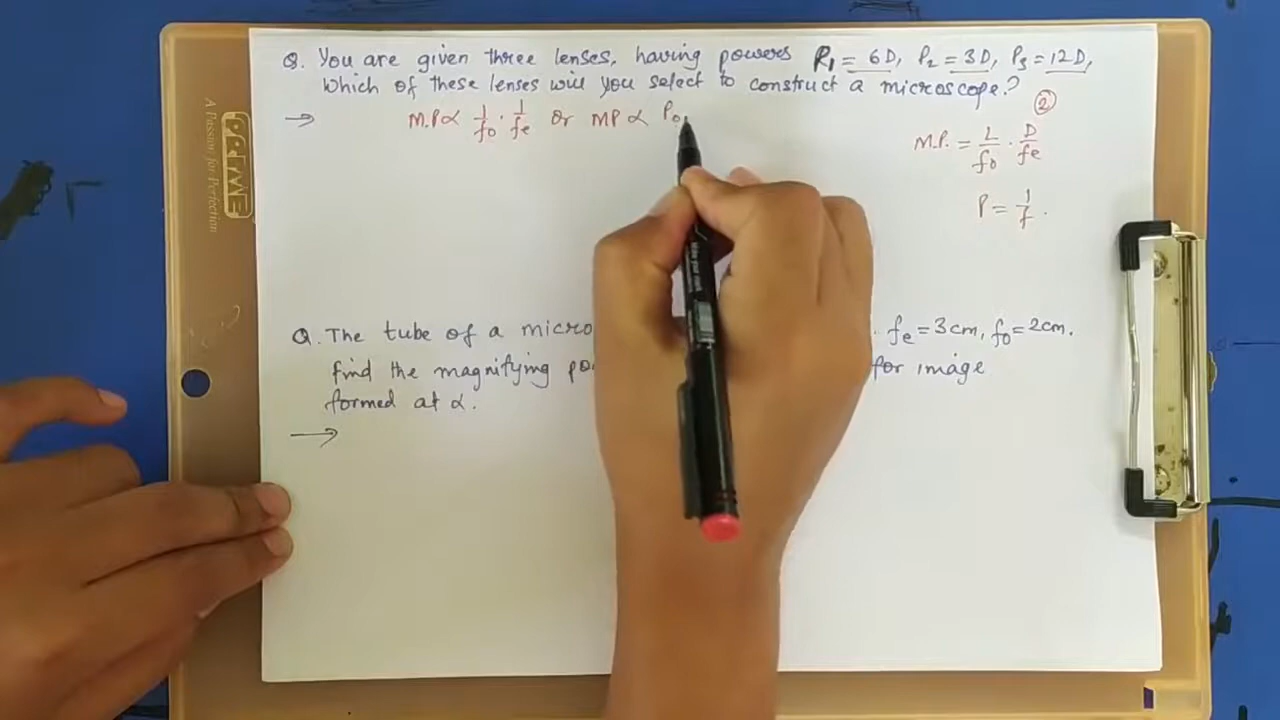 Q. You are given three lenses, having powers P₁ = 6D, P₂ = 3D, P₃ = 12D,
Which of these lenses will you select to construct a microscope?
②
→ M.P ∝ 1/fo · 1/fe Or MP ∝ Po
M.P. = L/fo · D/fe
P = 1/f.
Q. The tube of a micro fe = 3cm, fo = 2cm.
find the magnifying for image
formed at α.
→
A Passion for Perfection